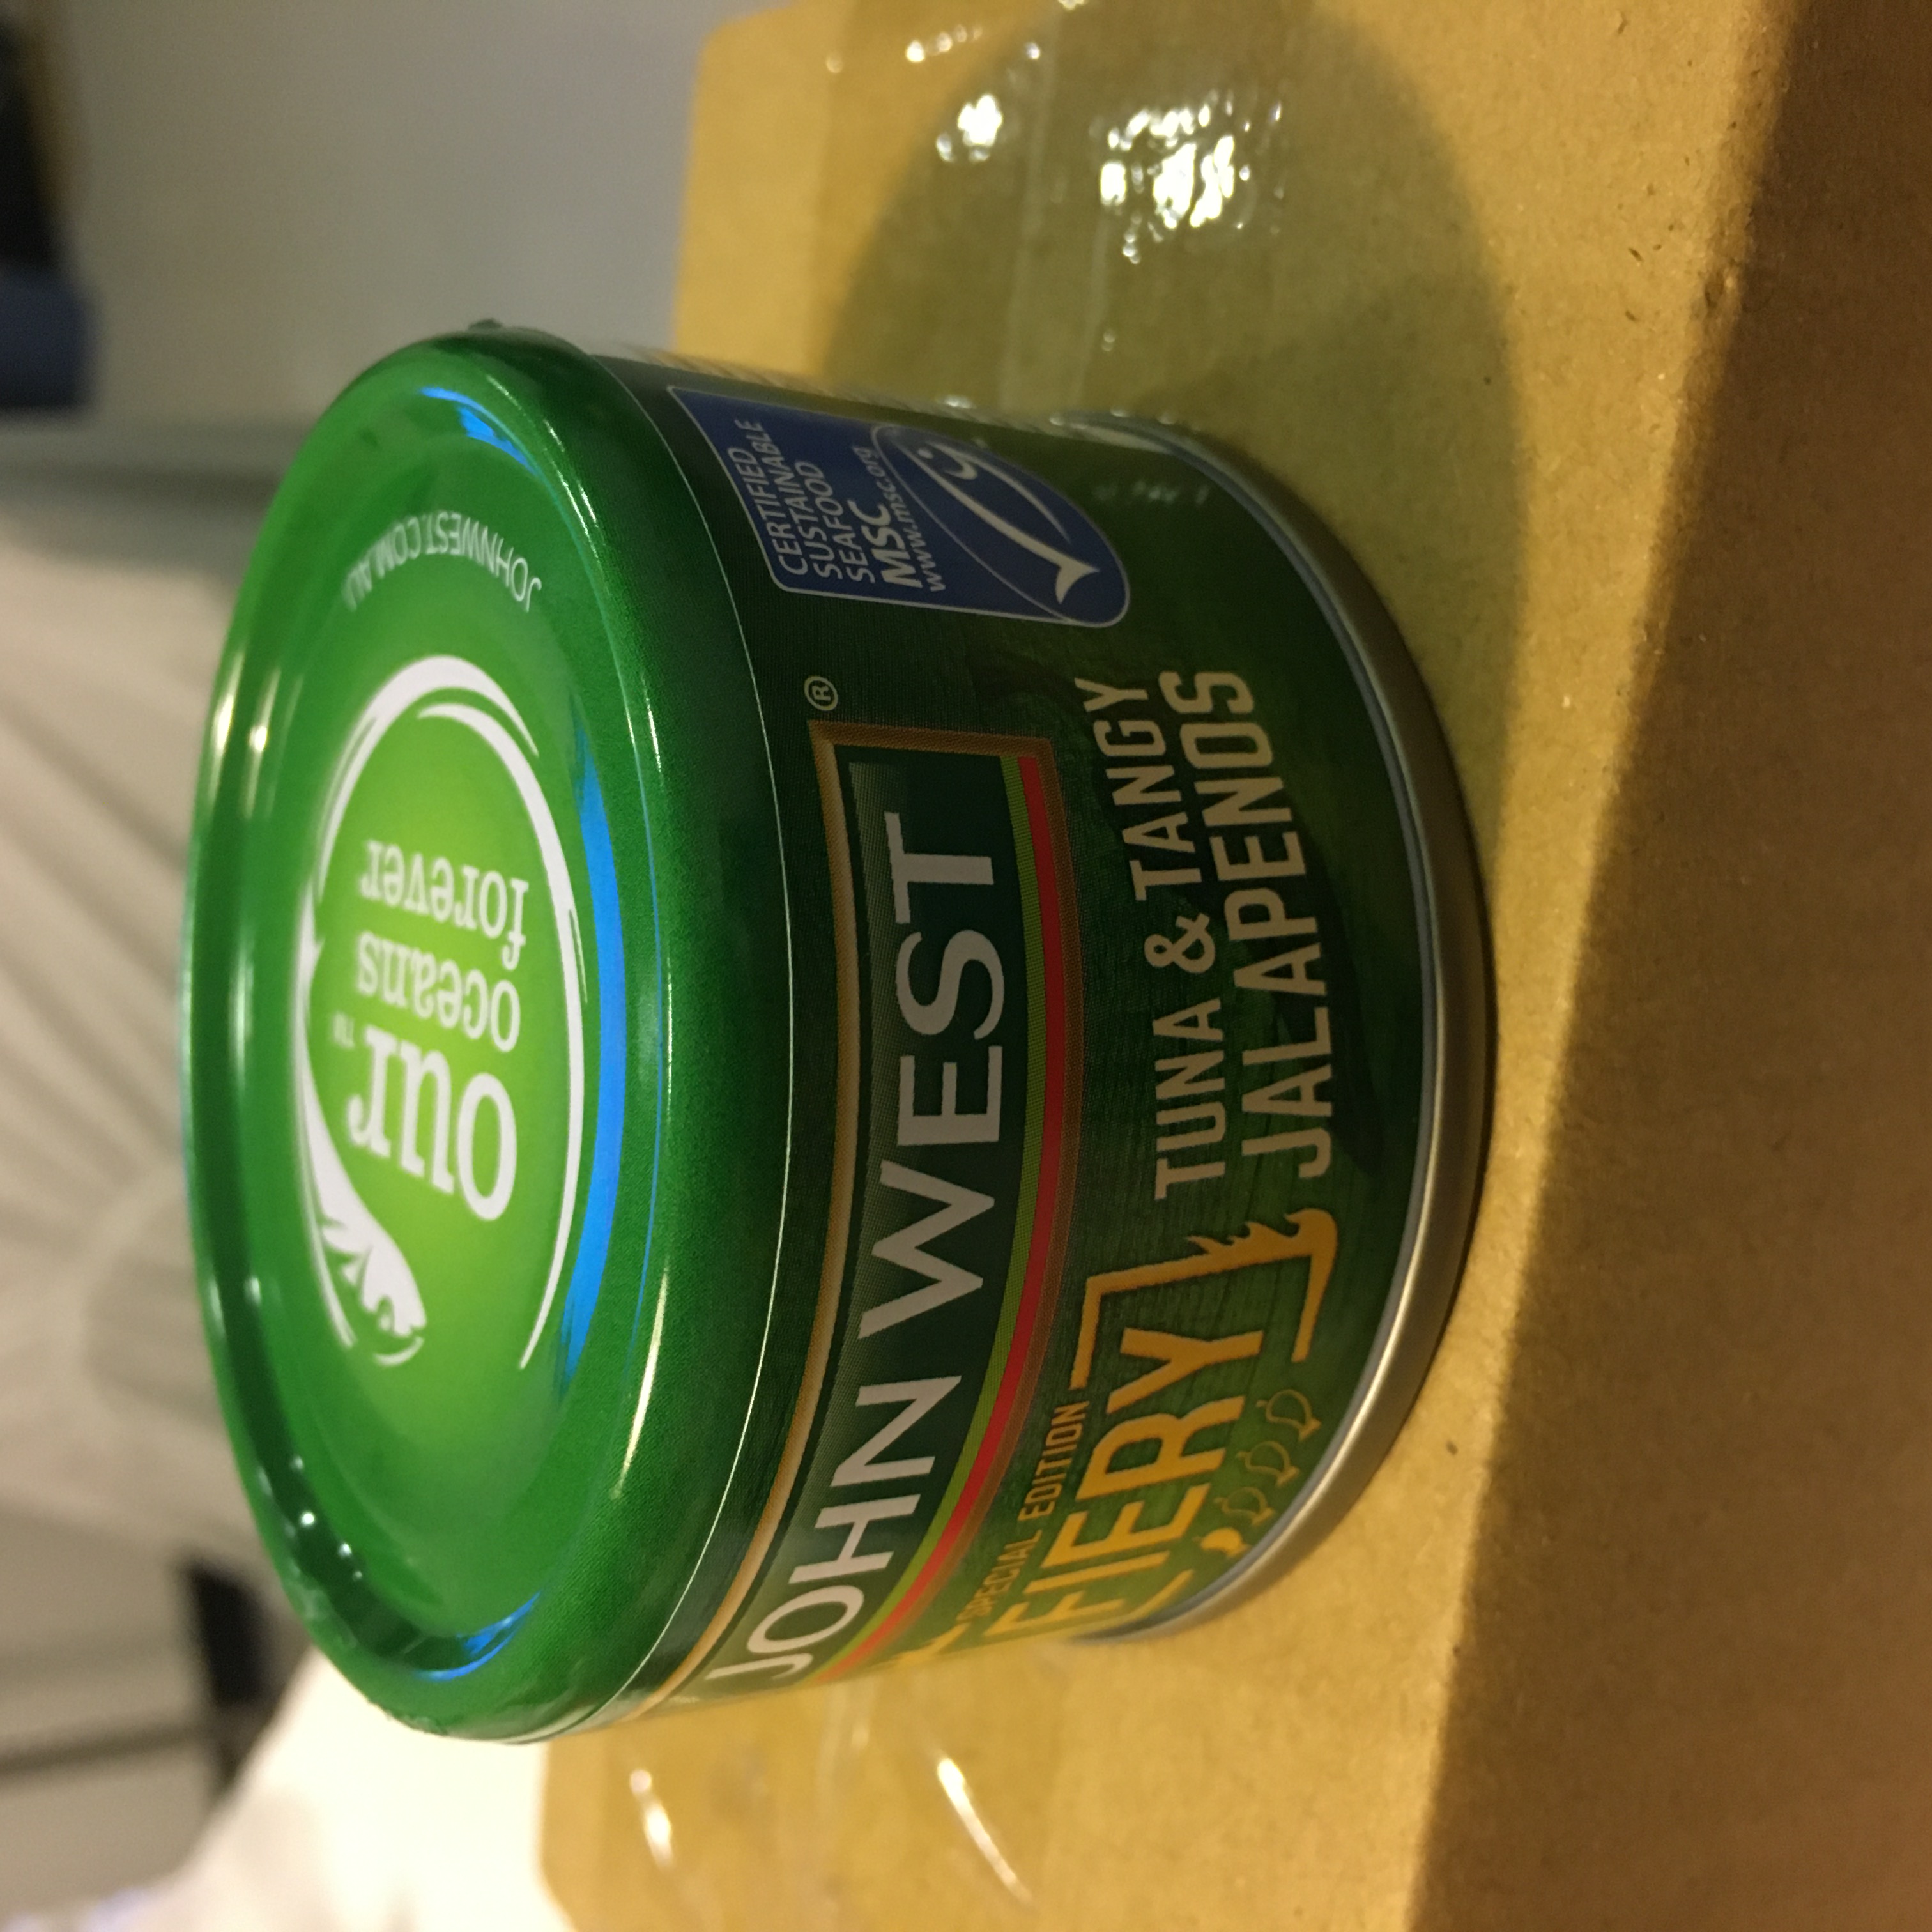 our™
oceans
forever
JOHNWEST.COM.AU
JOHN WEST®
SPECIAL EDITION
FIERY
TUNA & TANGY
JALAPENOS
CERTIFIED
SUSTAINABLE
SEAFOOD
MSC
www.msc.org